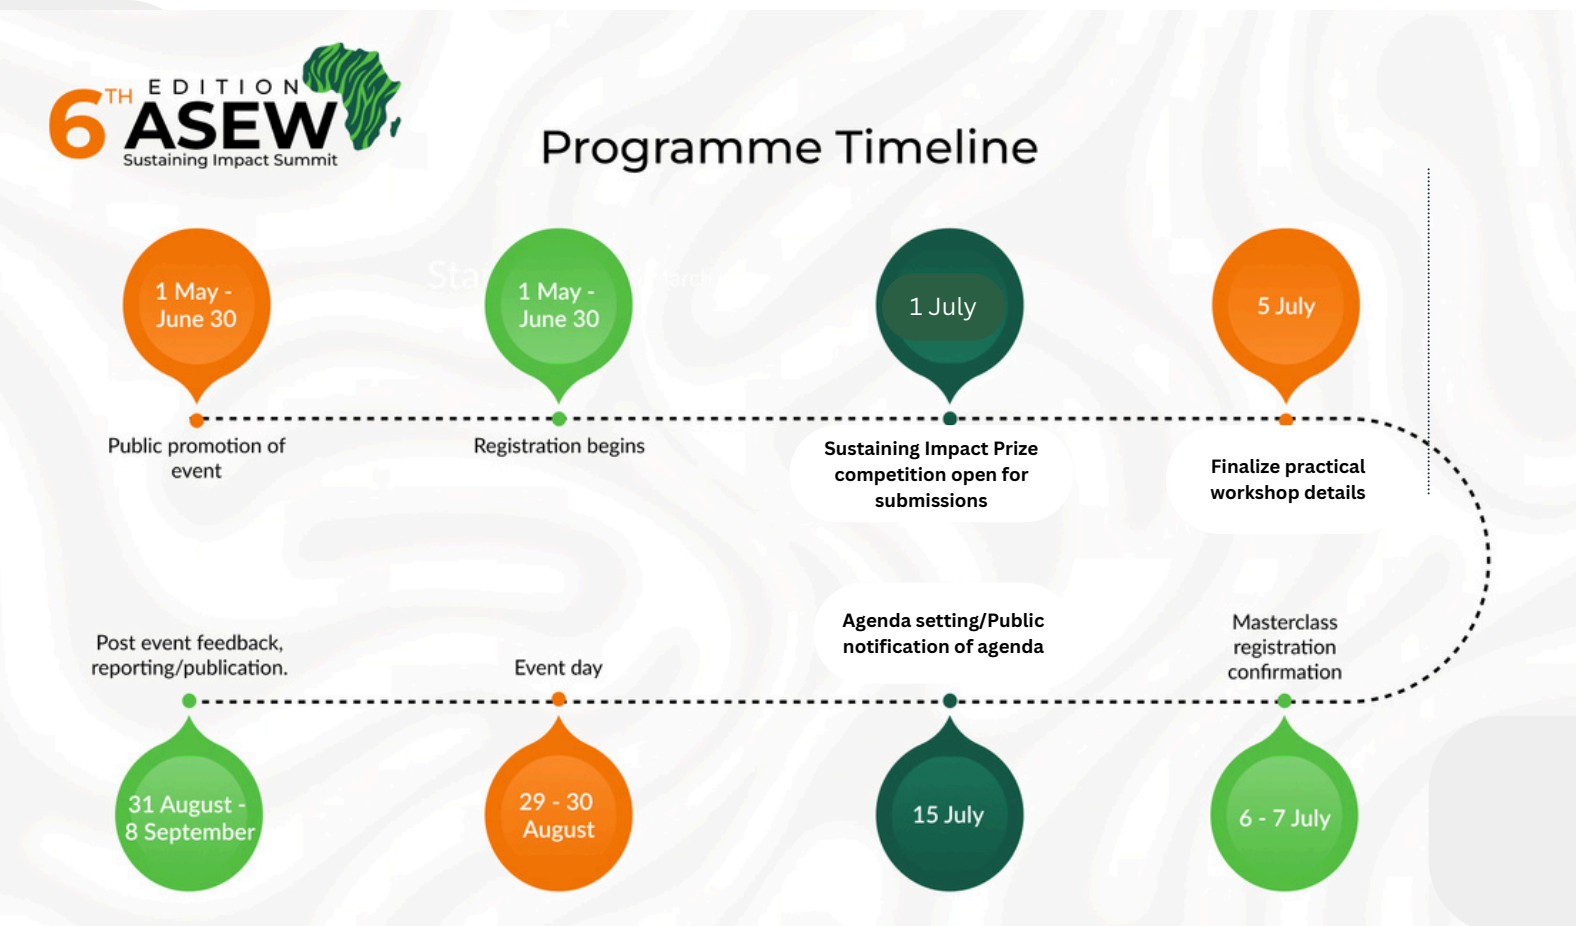 6TH EDITION
ASEW
Sustaining Impact Summit
Programme Timeline
1 May -
June 30
Public promotion of
event
1 May -
June 30
Registration begins
1 July
Sustaining Impact Prize
competition open for
submissions
5 July
Finalize practical
workshop details
Masterclass
registration
confirmation
6 - 7 July
Agenda setting/Public
notification of agenda
15 July
Event day
29 - 30
August
Post event feedback,
reporting/publication.
31 August -
8 September